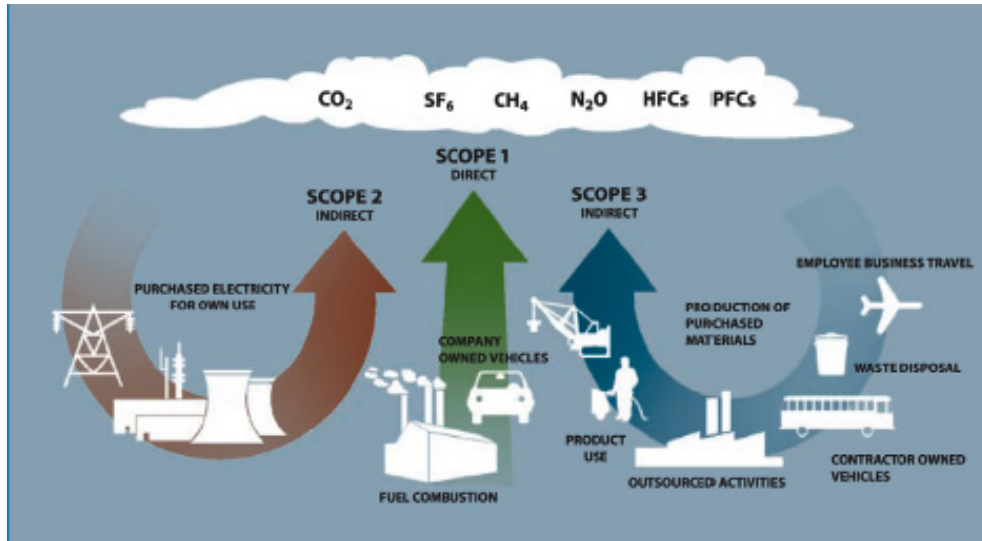 CO2 SF6 CH4 N2O HFCs PFCs
SCOPE 1
DIRECT
SCOPE 2
INDIRECT
SCOPE 3
INDIRECT
PURCHASED ELECTRICITY
FOR OWN USE
COMPANY
OWNED VEHICLES
FUEL COMBUSTION
EMPLOYEE BUSINESS TRAVEL
PRODUCTION OF
PURCHASED
MATERIALS
WASTE DISPOSAL
PRODUCT
USE
OUTSOURCED ACTIVITIES
CONTRACTOR OWNED
VEHICLES